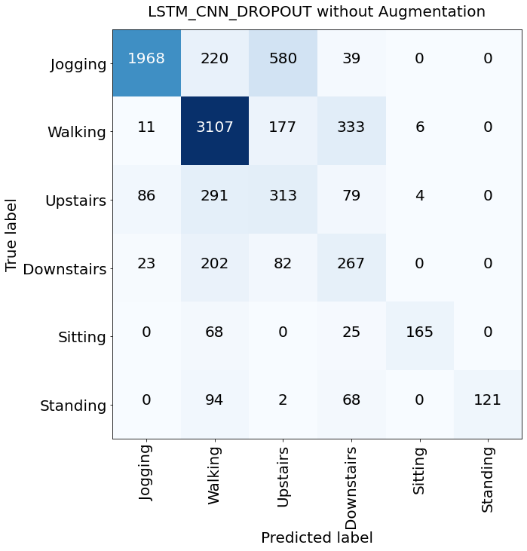 LSTM_CNN_DROPOUT without Augmentation
True label
Jogging 1968 220 580 39 0 0
Walking 11 3107 177 333 6 0
Upstairs 86 291 313 79 4 0
Downstairs 23 202 82 267 0 0
Sitting 0 68 0 25 165 0
Standing 0 94 2 68 0 121
Jogging Walking Upstairs Downstairs Sitting Standing
Predicted label